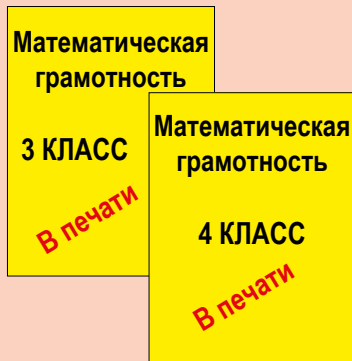 Математическая
грамотность
3 КЛАСС
В печати
Математическая
грамотность
4 КЛАСС
В печати